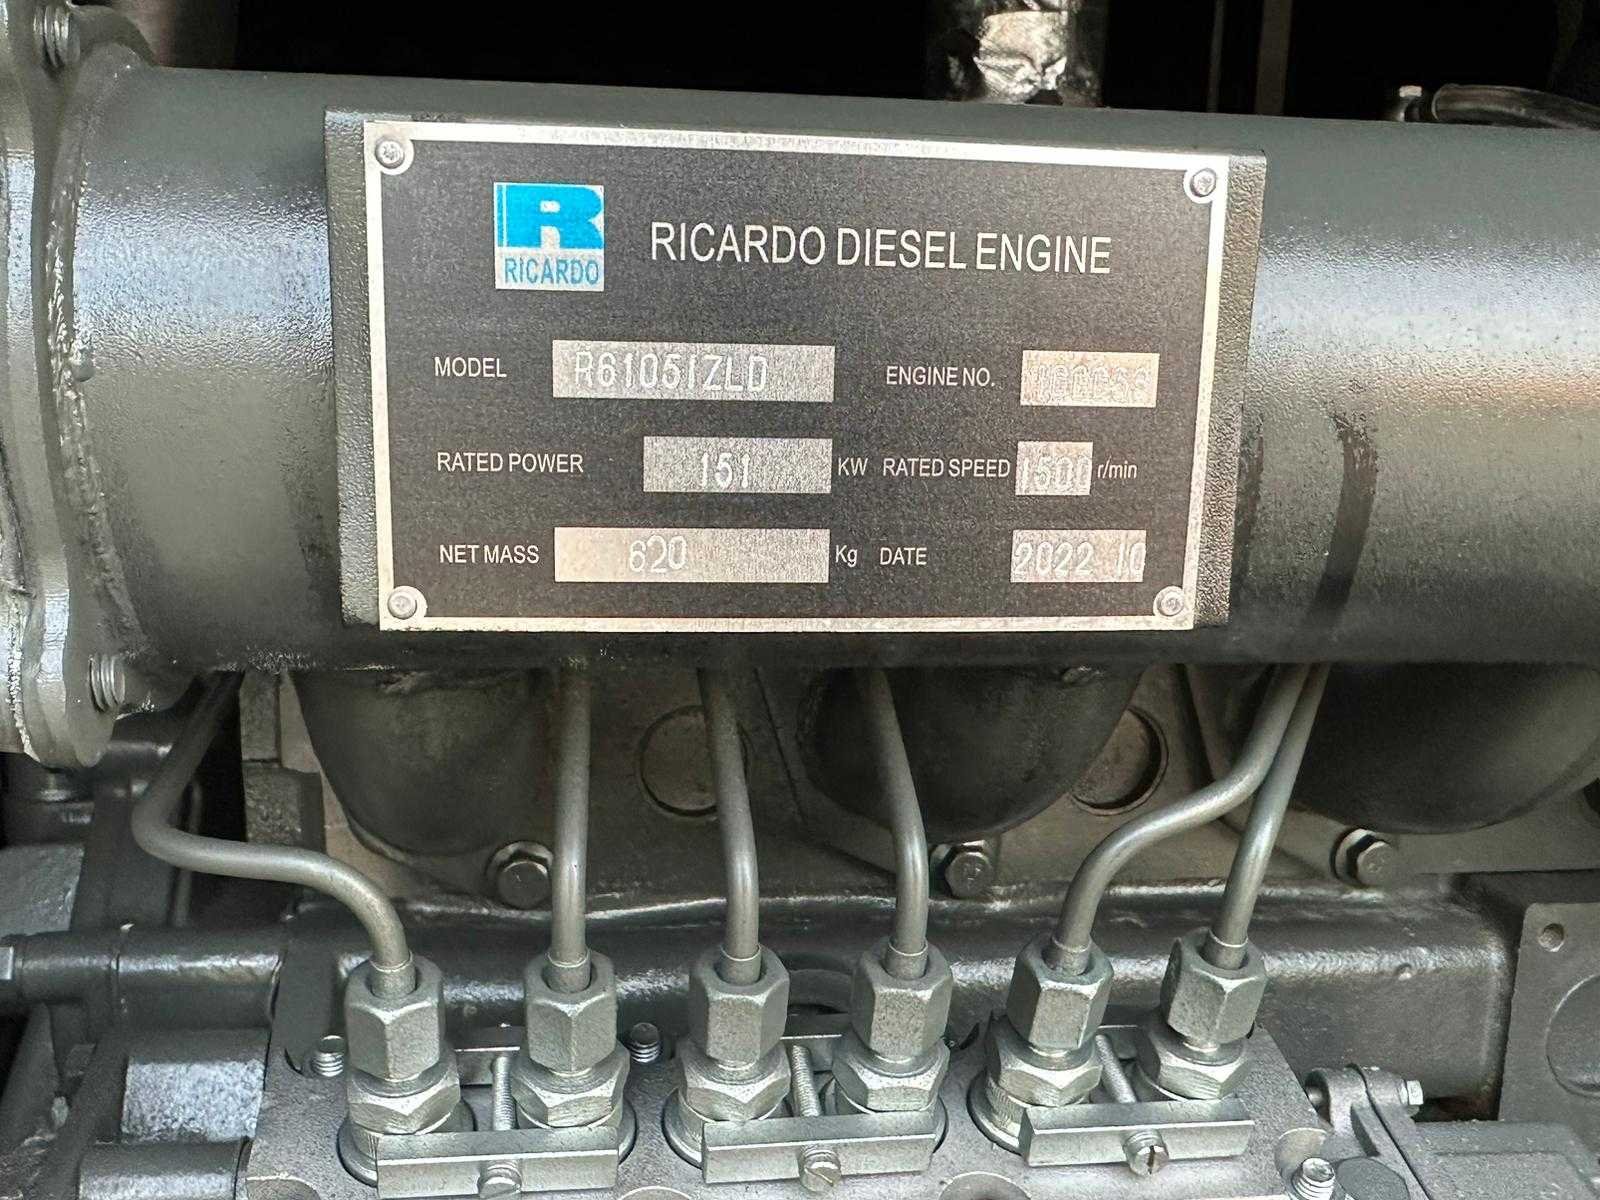 RICARDO
RICARDO DIESEL ENGINE
MODEL R6105IZLD ENGINE NO.
RATED POWER 151 KW RATED SPEED 1500 r/min
NET MASS 620 Kg DATE 2022 10